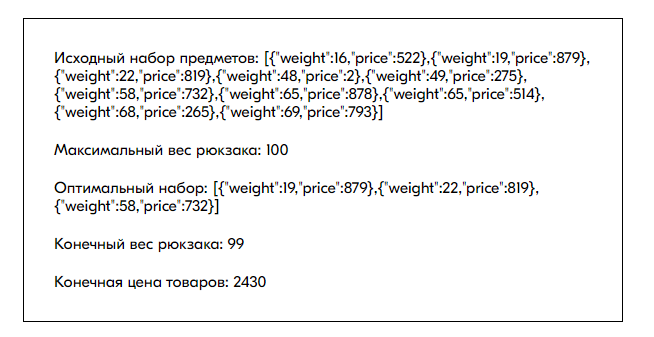 Исходный набор предметов: [{"weight":16,"price":522},{"weight":19,"price":879},
{"weight":22,"price":819},{"weight":48,"price":2},{"weight":49,"price":275},
{"weight":58,"price":732},{"weight":65,"price":878},{"weight":65,"price":514},
{"weight":68,"price":265},{"weight":69,"price":793}]
Максимальный вес рюкзака: 100
Оптимальный набор: [{"weight":19,"price":879},{"weight":22,"price":819},
{"weight":58,"price":732}]
Конечный вес рюкзака: 99
Конечная цена товаров: 2430